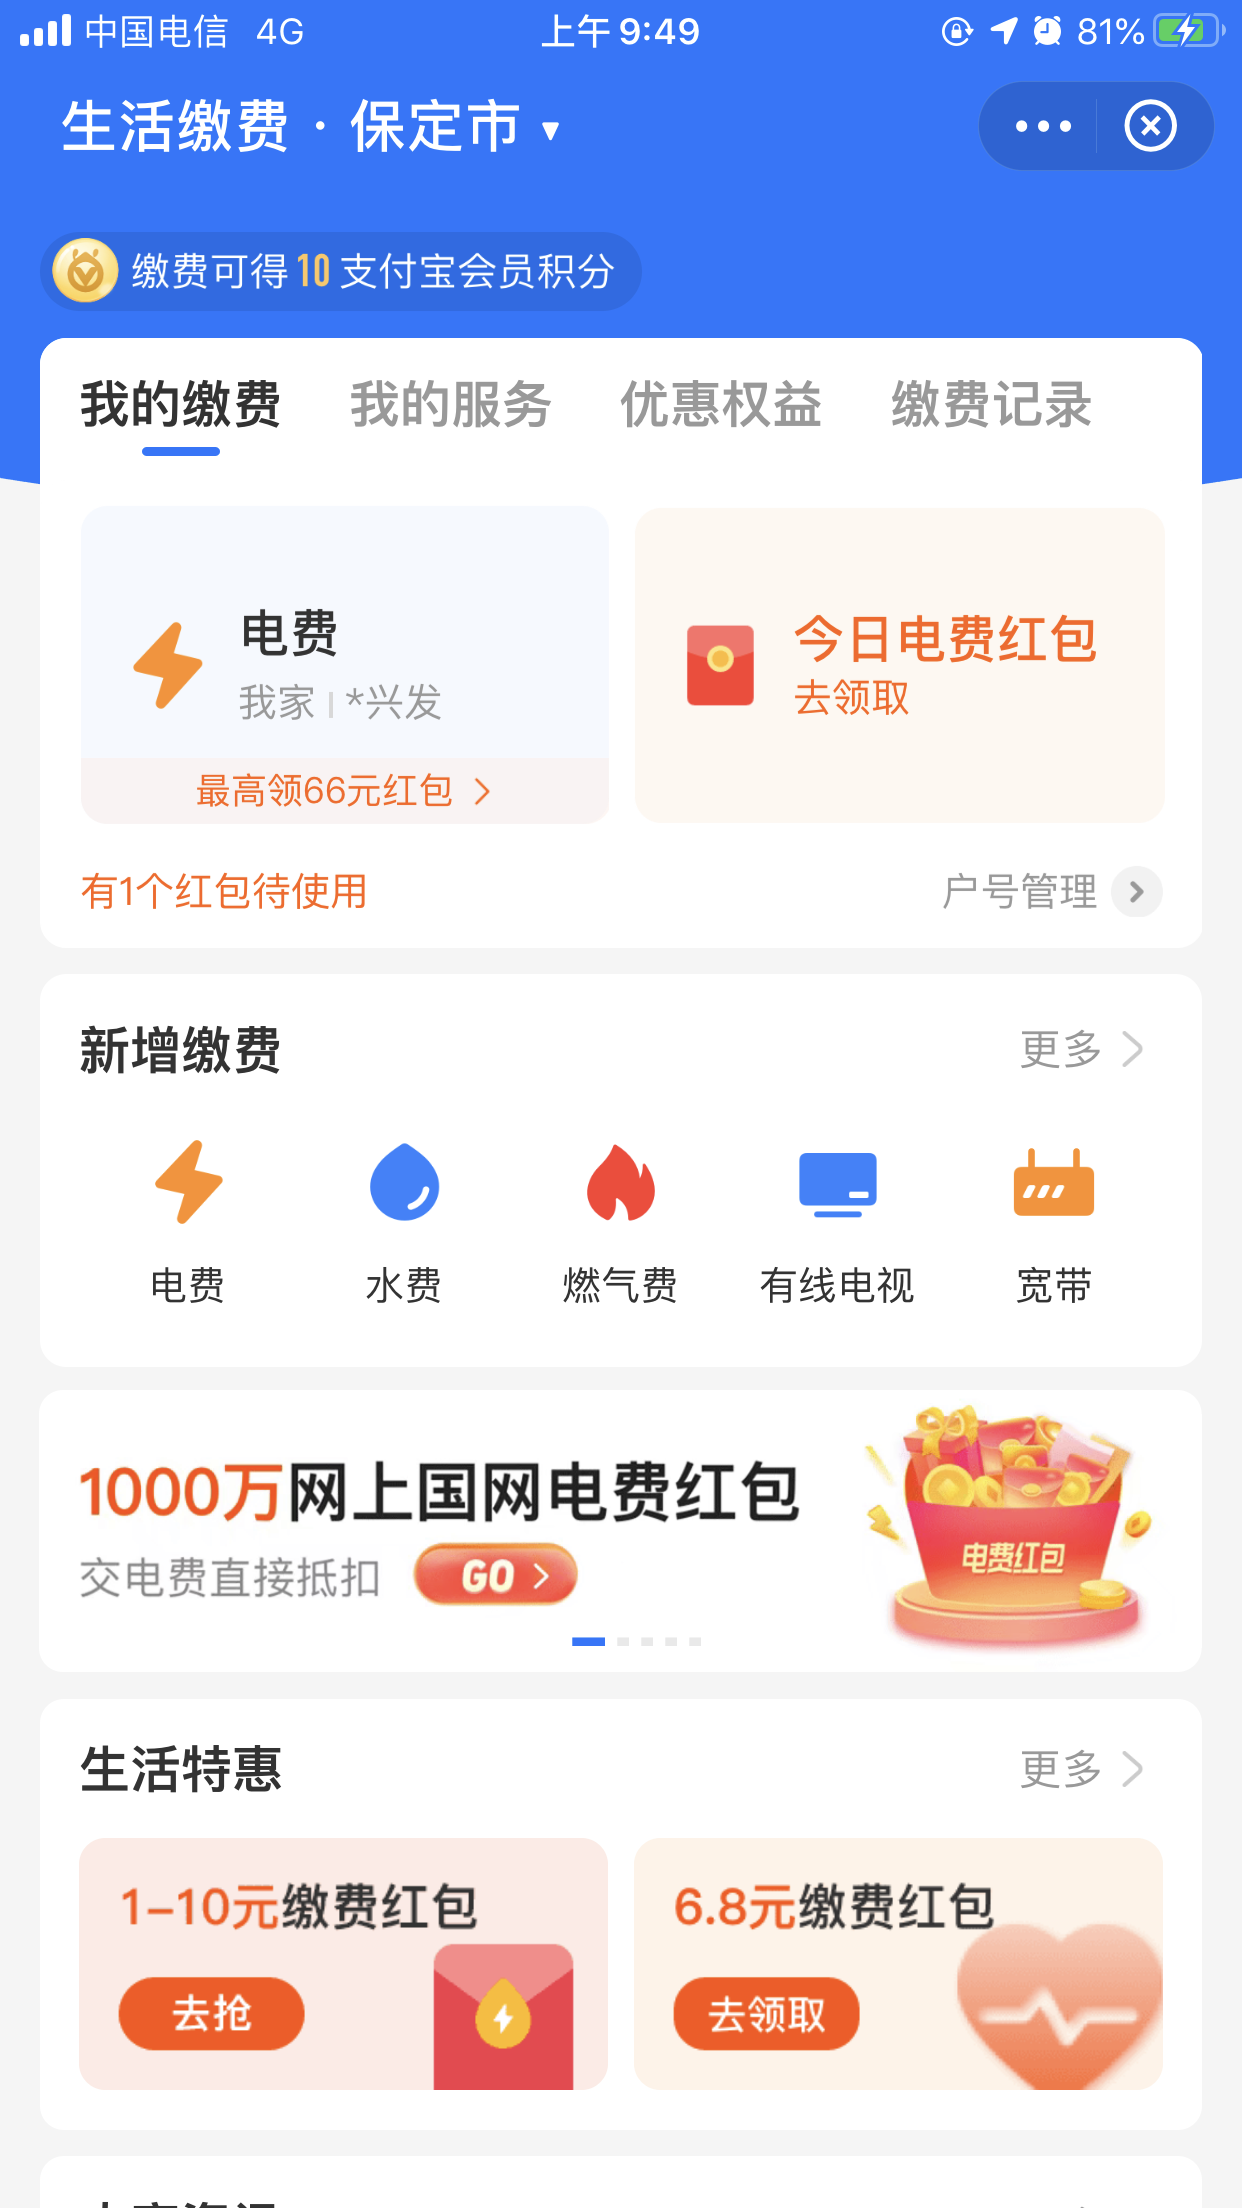 中国电信 4G 上午 9:49 81%
生活缴费 · 保定市
缴费可得 10 支付宝会员积分
我的缴费 我的服务 优惠权益 缴费记录
电费
我家 | *兴发
最高领66元红包
今日电费红包
去领取
有1个红包待使用
户号管理
新增缴费
更多
电费 水费 燃气费 有线电视 宽带
1000万网上国网电费红包
交电费直接抵扣 GO
电费红包
生活特惠
更多
1-10元缴费红包
去抢
6.8元缴费红包
去领取